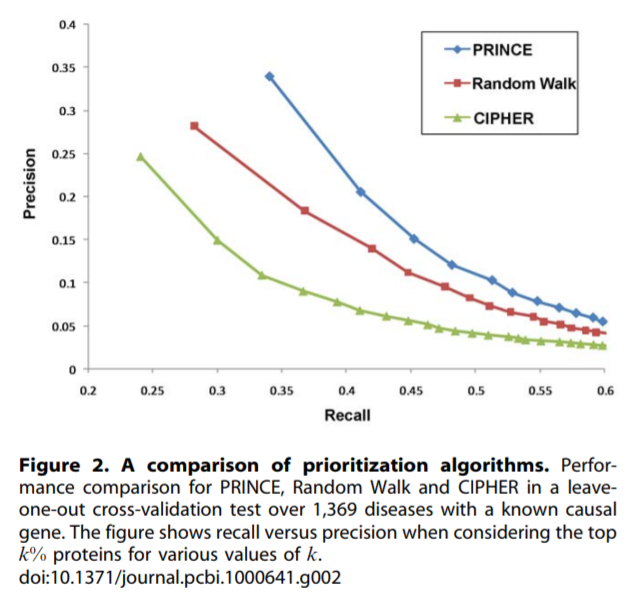 0.4
0.35
0.3
0.25
0.2
0.15
0.1
0.05
0
Precision
PRINCE
Random Walk
CIPHER
0.2 0.25 0.3 0.35 0.4 0.45 0.5 0.55 0.6
Recall
Figure 2. A comparison of prioritization algorithms. Perfor-
mance comparison for PRINCE, Random Walk and CIPHER in a leave-
one-out cross-validation test over 1,369 diseases with a known causal
gene. The figure shows recall versus precision when considering the top
k% proteins for various values of k.
doi:10.1371/journal.pcbi.1000641.g002